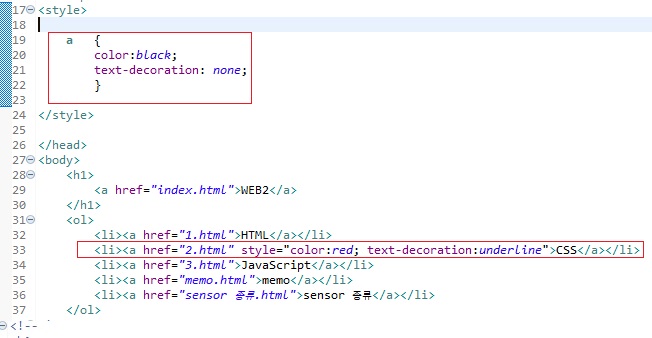 17 <style>
18
19 a {
20 color:black;
21 text-decoration: none;
22 }
23
24 </style>
25
26 </head>
27 <body>
28 <h1>
29 <a href="index.html">WEB2</a>
30 </h1>
31 <ol>
32 <li><a href="1.html">HTML</a></li>
33 <li><a href="2.html" style="color:red; text-decoration:underline">CSS</a></li>
34 <li><a href="3.html">JavaScript</a></li>
35 <li><a href="memo.html">memo</a></li>
36 <li><a href="sensor 종류.html">sensor 종류</a></li>
37 </ol>
<!--